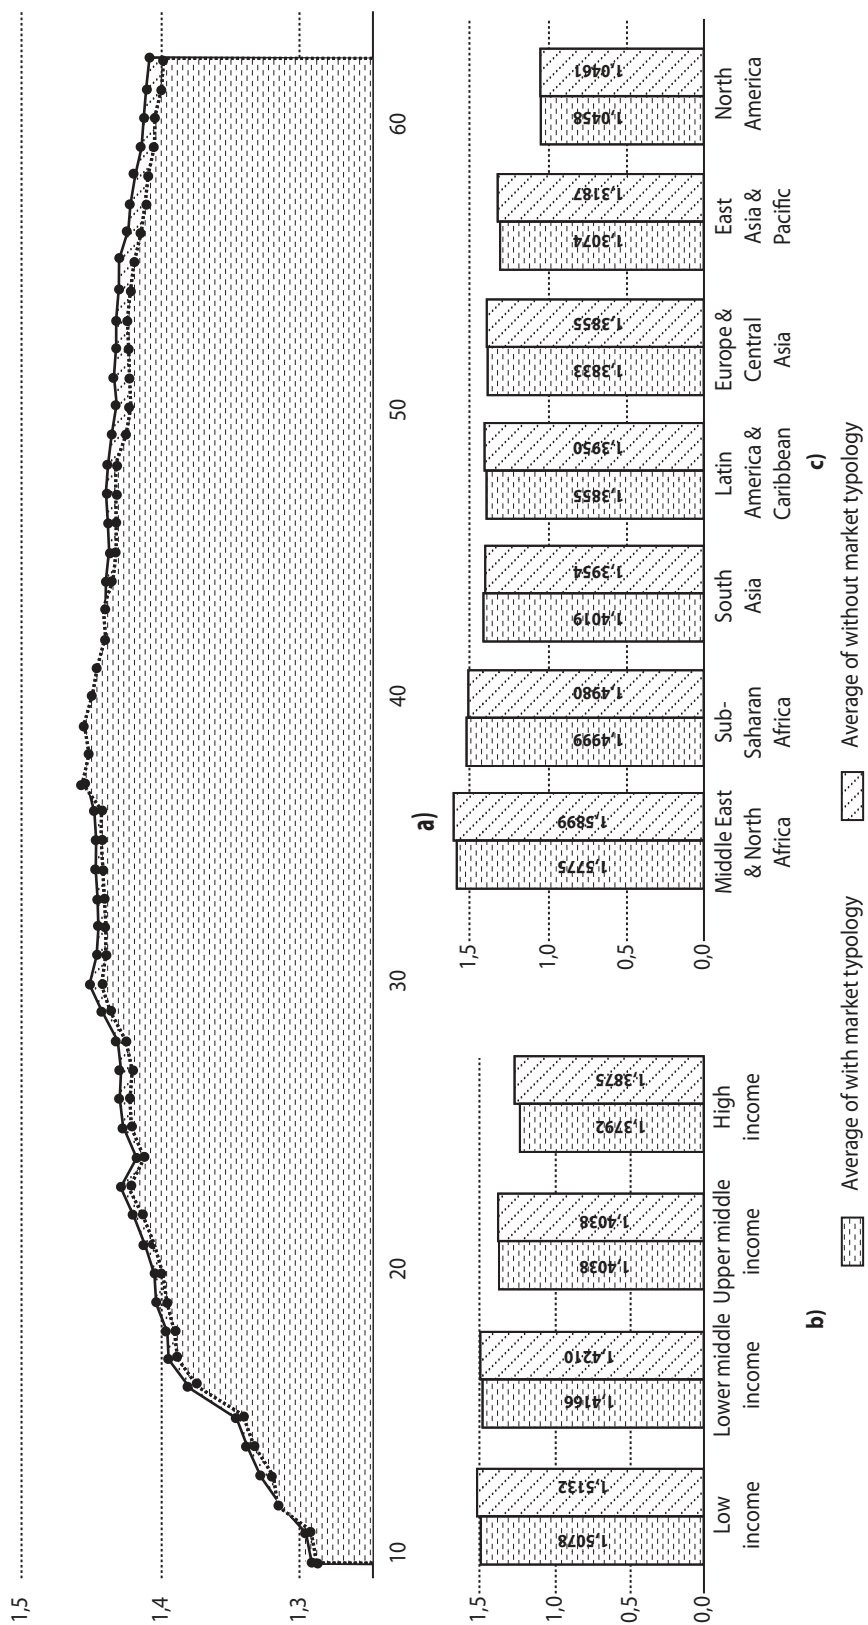 1,5
1,4
1,3
10
20
30
40
50
60
a)
1,5
1,0
0,5
0,0
1,5078
1,5132
1,4166
1,4210
1,4038
1,4038
1,3792
1,3875
Low
income
Lower middle
income
Upper middle
income
High
income
b)
1,5
1,0
0,5
0,0
1,5775
1,5899
1,4999
1,4980
1,4019
1,3954
1,3855
1,3950
1,3833
1,3855
1,3074
1,3187
1,0458
1,0461
Middle East
& North
Africa
Sub-
Saharan
Africa
South
Asia
Latin
America &
Caribbean
Europe &
Central
Asia
East
Asia &
Pacific
North
America
c)
Average of with market typology
Average of without market typology